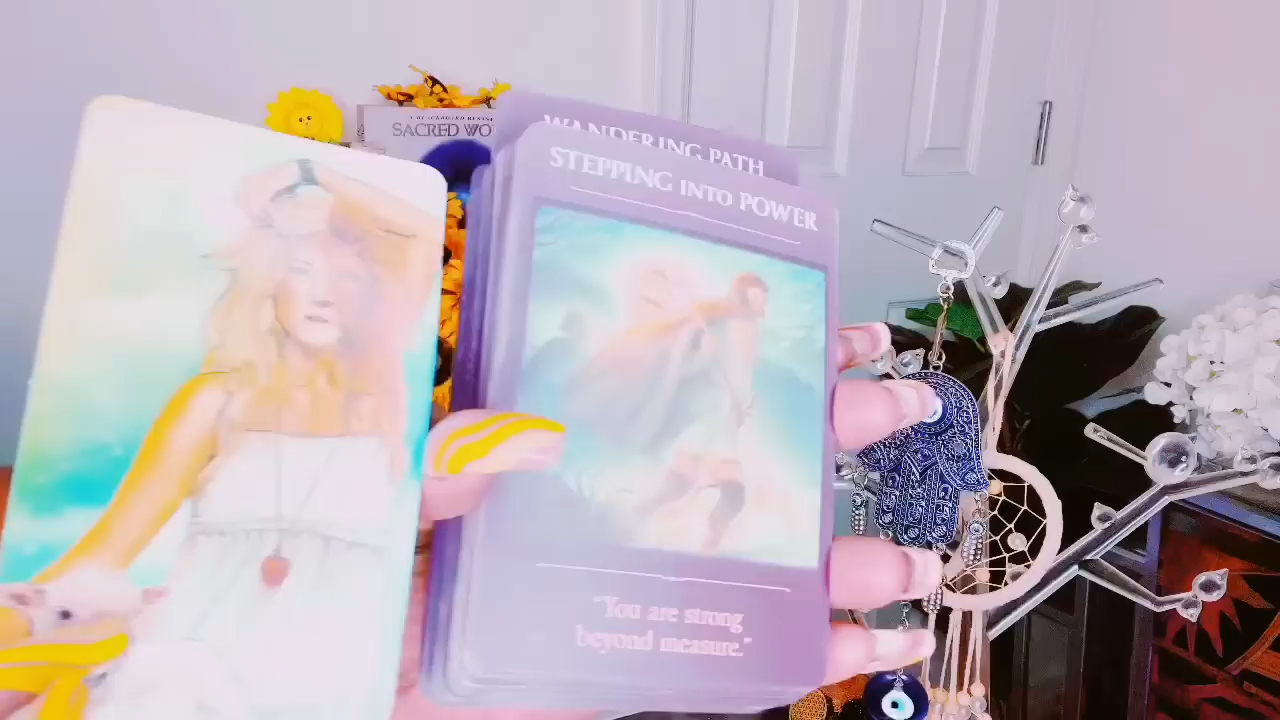 SACRED WO
WANDERING PATH
STEPPING INTO POWER
"You are strong
beyond measure."